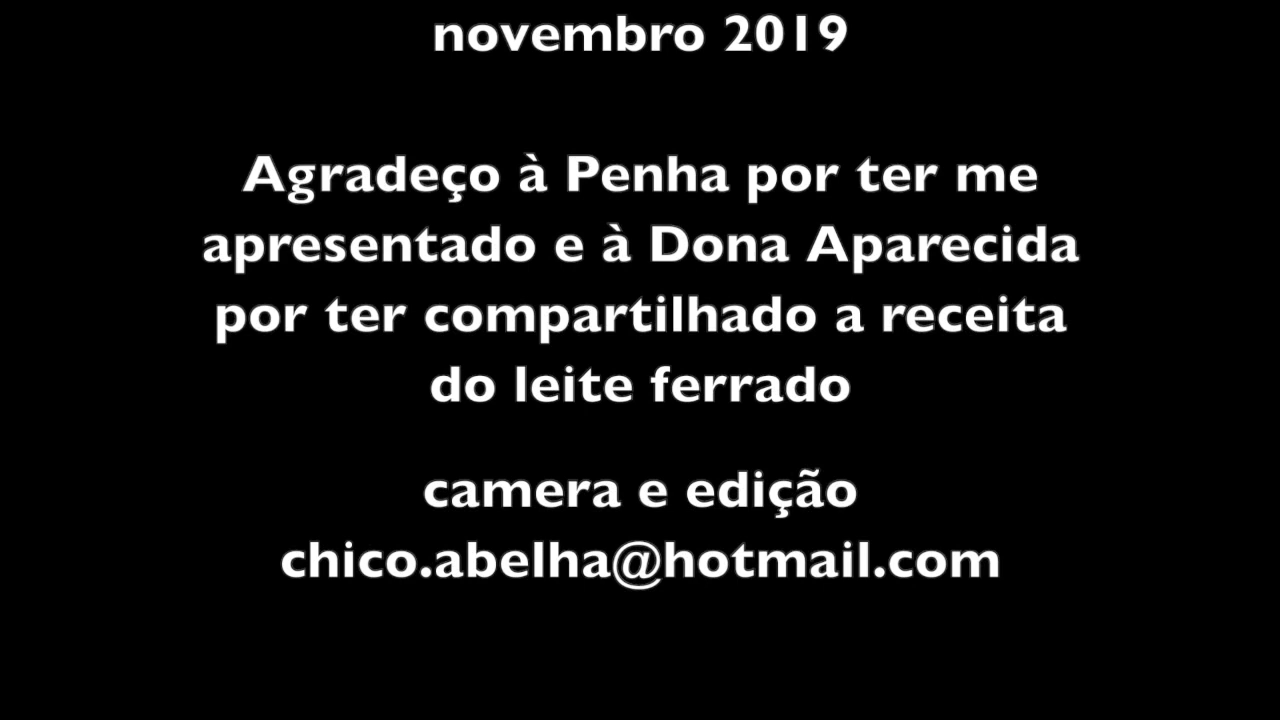 novembro 2019
Agradeço à Penha por ter me
apresentado e à Dona Aparecida
por ter compartilhado a receita
do leite ferrado
camera e edição
chico.abelha@hotmail.com